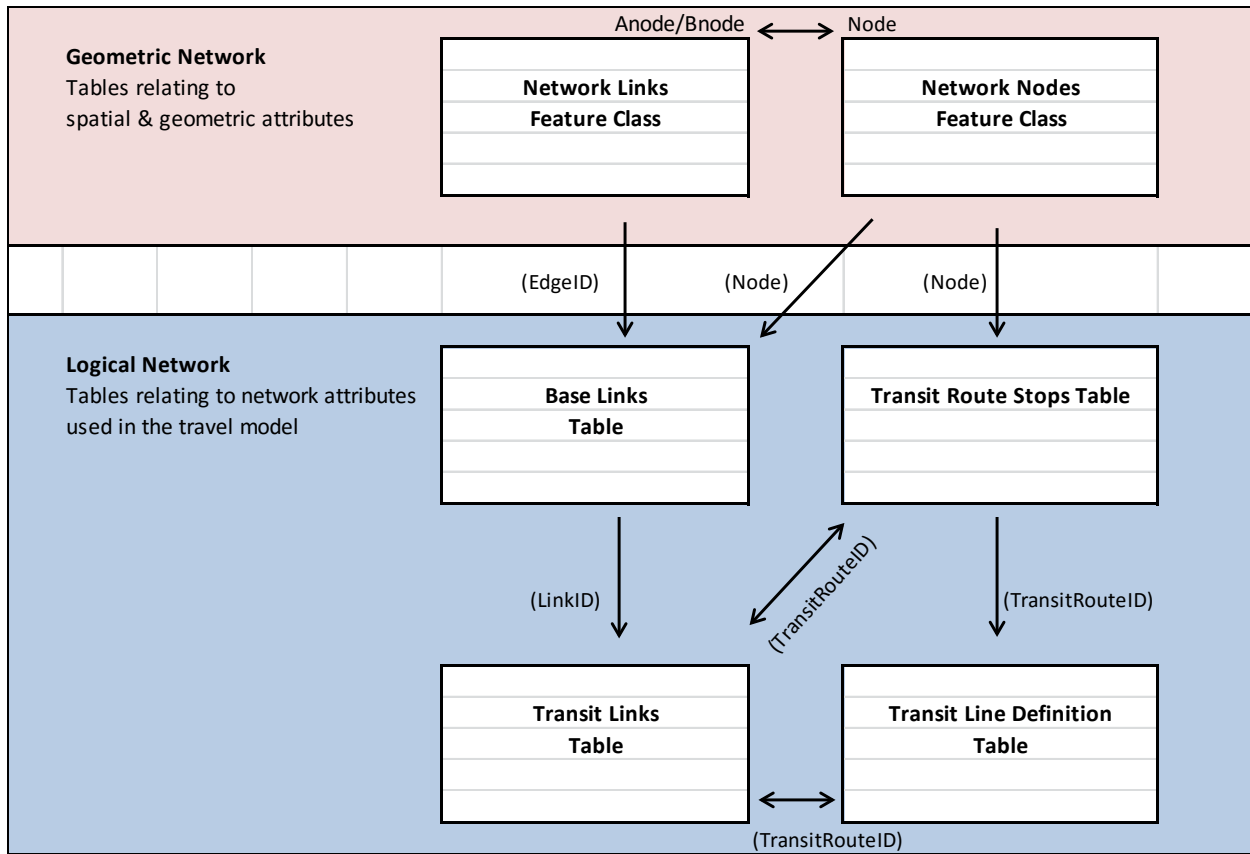 Anode/Bnode
Node
Geometric Network
Tables relating to
spatial & geometric attributes
Network Links
Feature Class
Network Nodes
Feature Class
(EdgeID)
(Node)
(Node)
Logical Network
Tables relating to network attributes
used in the travel model
Base Links
Table
Transit Route Stops Table
(LinkID)
(TransitRouteID)
(TransitRouteID)
Transit Links
Table
Transit Line Definition
Table
(TransitRouteID)